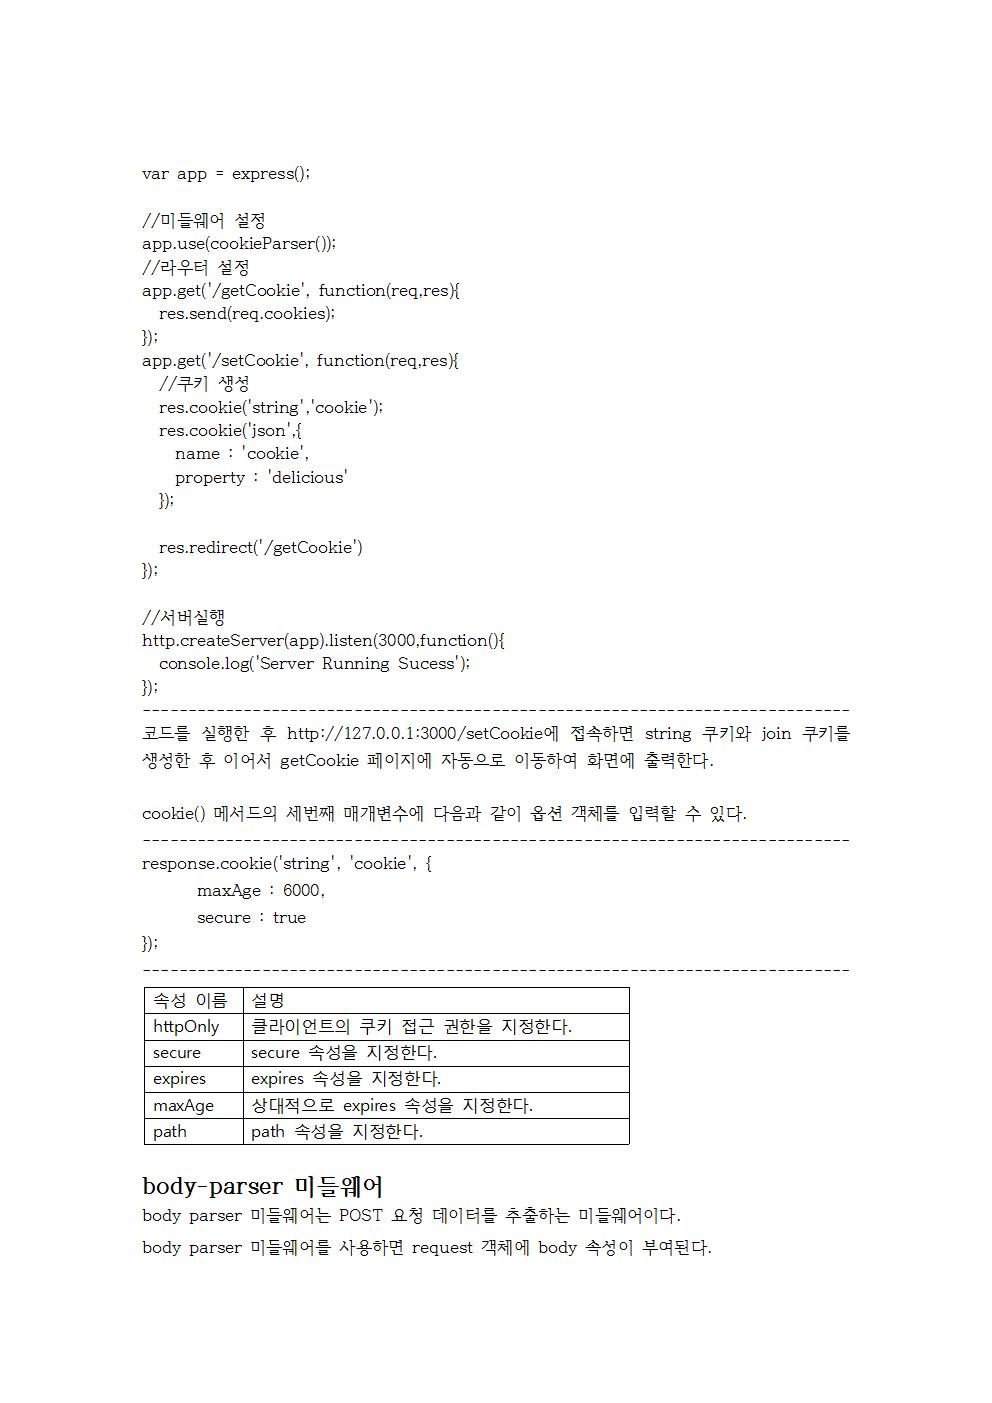 var app = express();
//미들웨어 설정
app.use(cookieParser());
//라우터 설정
app.get('/getCookie', function(req,res){
res.send(req.cookies);
});
app.get('/setCookie', function(req,res){
//쿠키 생성
res.cookie('string','cookie');
res.cookie('json',{
name : 'cookie',
property : 'delicious'
});
res.redirect('/getCookie')
});
//서버실행
http.createServer(app).listen(3000,function(){
console.log('Server Running Sucess');
});
--------------------------------------------------------------------------------
코드를 실행한 후 http://127.0.0.1:3000/setCookie에 접속하면 string 쿠키와 join 쿠키를
생성한 후 이어서 getCookie 페이지에 자동으로 이동하여 화면에 출력한다.
cookie() 메서드의 세번째 매개변수에 다음과 같이 옵션 객체를 입력할 수 있다.
--------------------------------------------------------------------------------
response.cookie('string', 'cookie', {
maxAge : 6000,
secure : true
});
--------------------------------------------------------------------------------
속성 이름 설명
httpOnly 클라이언트의 쿠키 접근 권한을 지정한다.
secure secure 속성을 지정한다.
expires expires 속성을 지정한다.
maxAge 상대적으로 expires 속성을 지정한다.
path path 속성을 지정한다.
body-parser 미들웨어
body parser 미들웨어는 POST 요청 데이터를 추출하는 미들웨어이다.
body parser 미들웨어를 사용하면 request 객체에 body 속성이 부여된다.